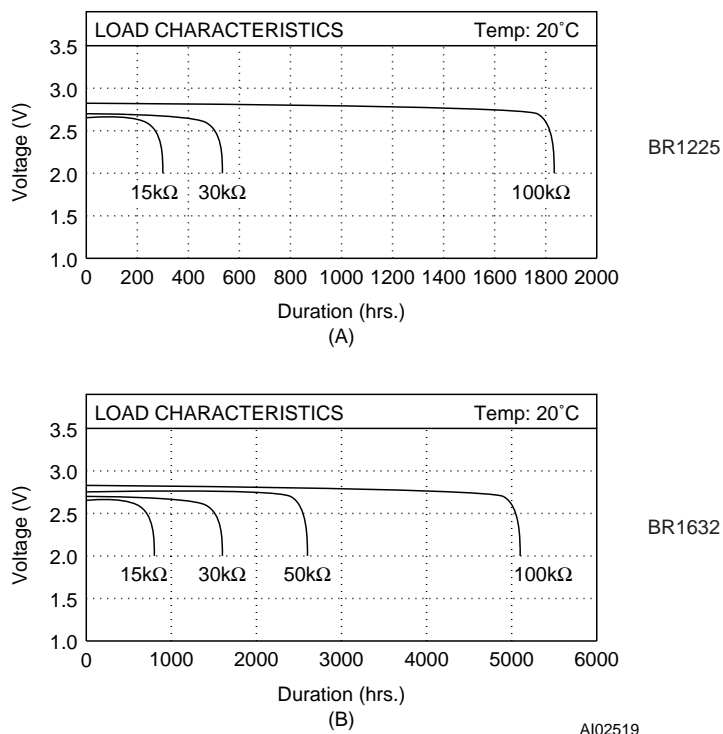 LOAD CHARACTERISTICS Temp: 20˚C
3.5
3.0
2.5
2.0
1.5
1.0
Voltage (V)
15kΩ 30kΩ 100kΩ
0 200 400 600 800 1000 1200 1400 1600 1800 2000
Duration (hrs.)
(A)
BR1225
LOAD CHARACTERISTICS Temp: 20˚C
3.5
3.0
2.5
2.0
1.5
1.0
Voltage (V)
15kΩ 30kΩ 50kΩ 100kΩ
0 1000 2000 3000 4000 5000 6000
Duration (hrs.)
(B)
BR1632
AI02519